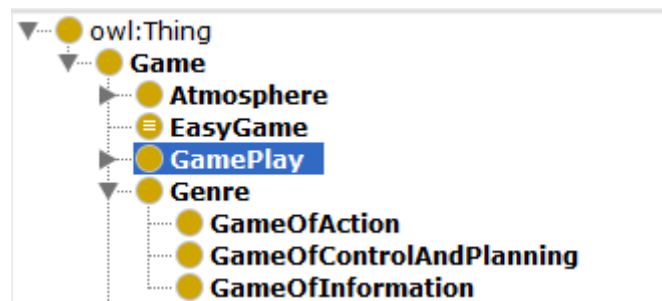 owl:Thing
Game
Atmosphere
EasyGame
GamePlay
Genre
GameOfAction
GameOfControlAndPlanning
GameOfInformation